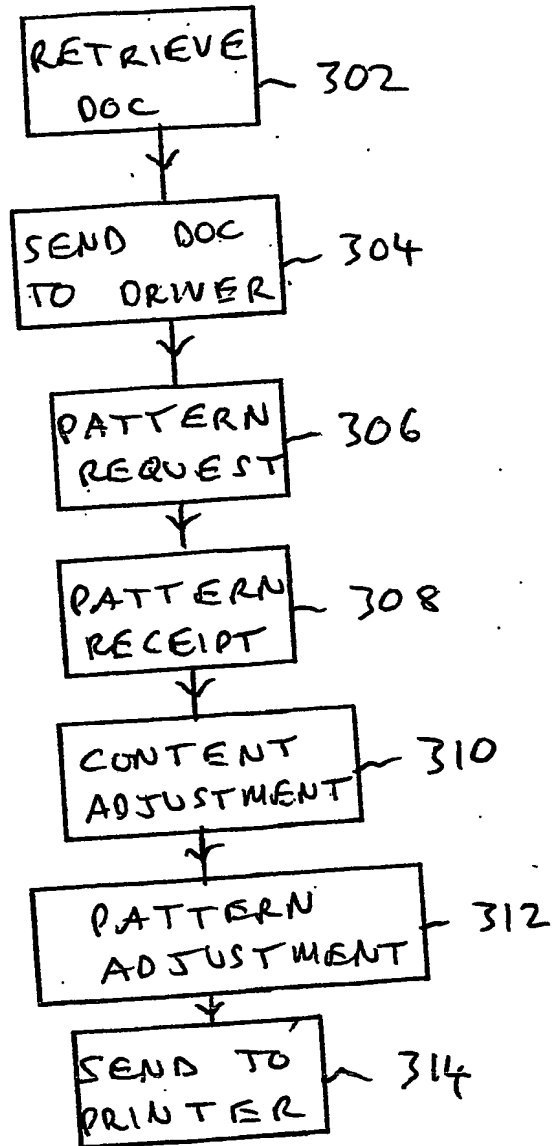 RETRIEVE
DOC
302
SEND DOC
TO DRIVER
304
PATTERN
REQUEST
306
PATTERN
RECEIPT
308
CONTENT
ADJUSTMENT
310
PATTERN
ADJUSTMENT
312
SEND TO
PRINTER
314